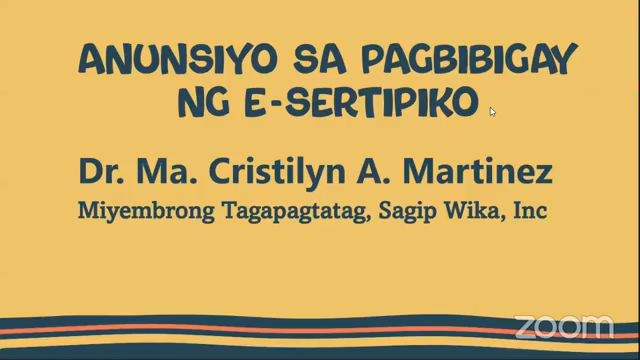 ANUNSIYO SA PAGBIBIGAY
NG E-SERTIPIKO
Dr. Ma. Cristilyn A. Martinez
Miyembrong Tagapagtatag, Sagip Wika, Inc
zoom